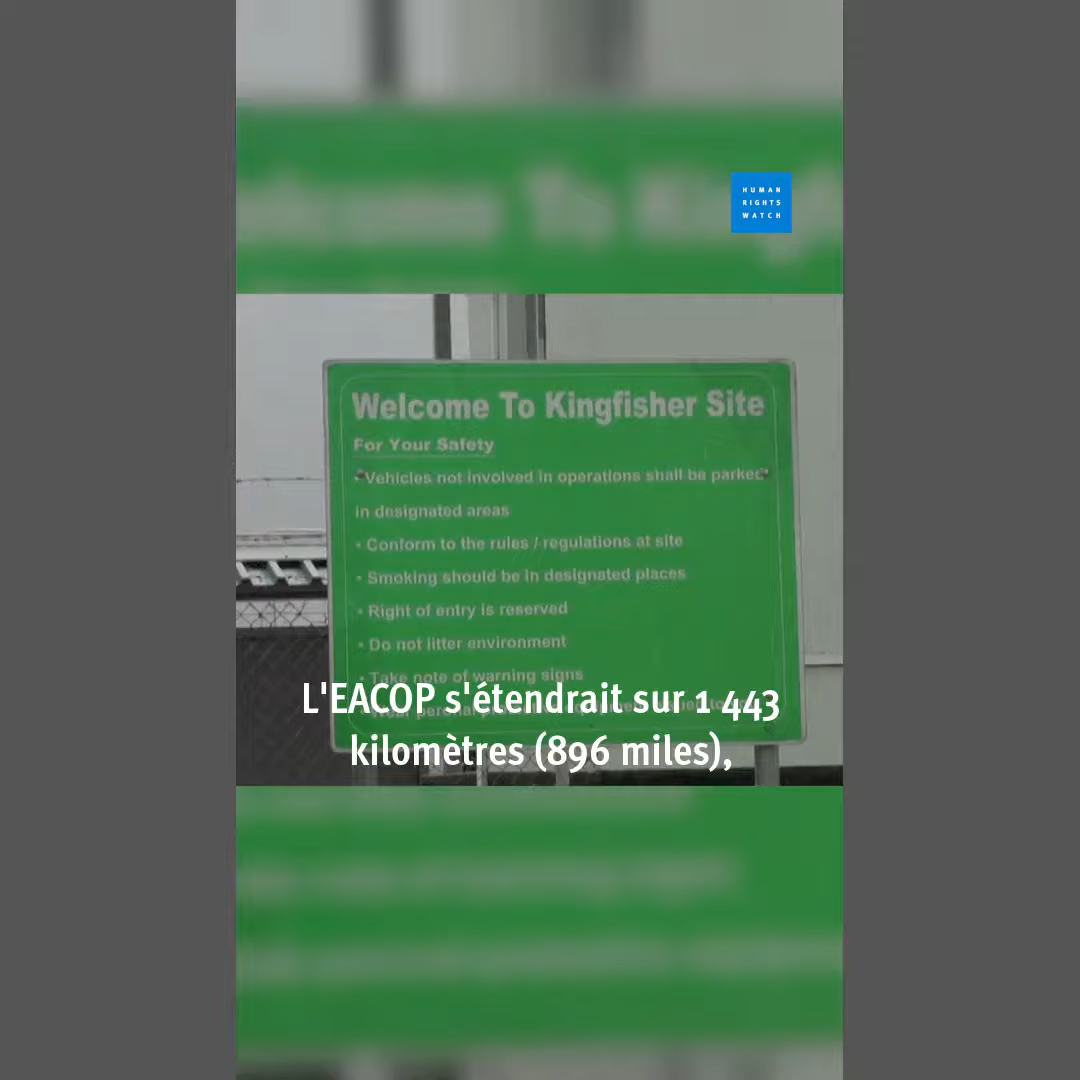 HUMAN
RIGHTS
WATCH
Welcome To Kingfisher Site
For Your Safety
• Vehicles not involved in operations shall be parked
in designated areas
• Conform to the rules / regulations at site
• Smoking should be in designated places
• Right of entry is reserved
• Do not litter environment
• Take note of warning signs
L'EACOP s'étendrait sur 1 443
kilomètres (896 miles),